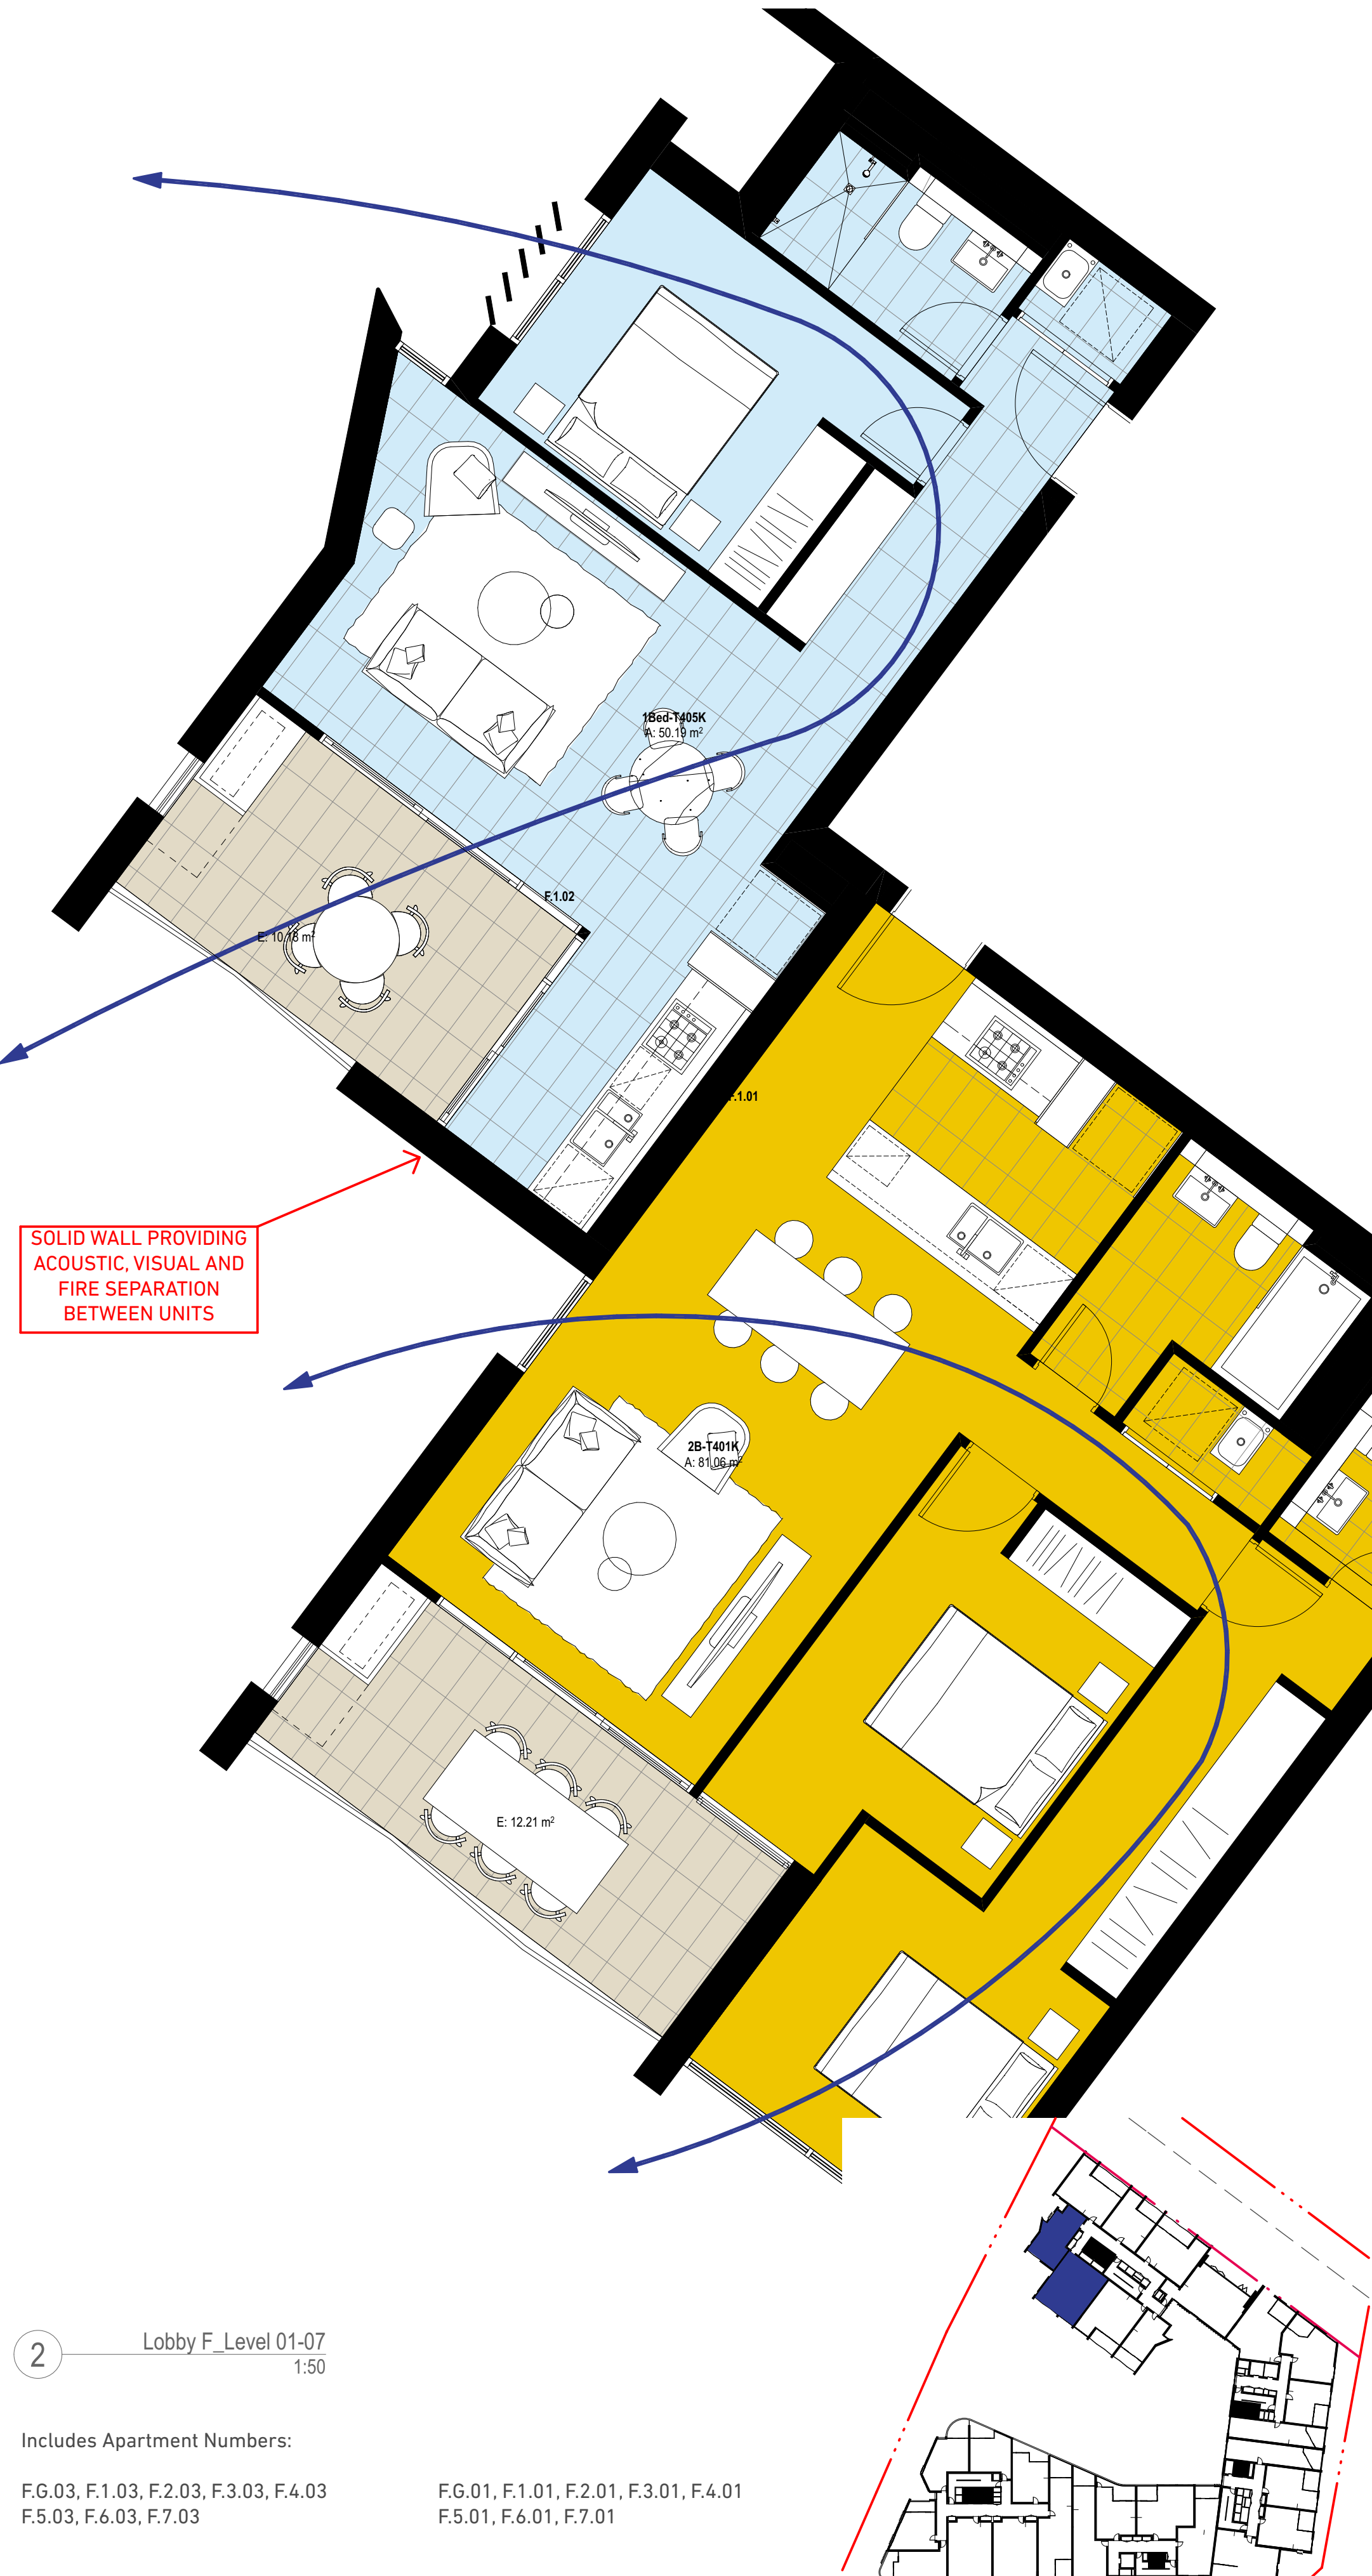 1Bed-T405K
A: 50.19 m²
F.1.02
E: 10.18 m²
F.1.01
SOLID WALL PROVIDING
ACOUSTIC, VISUAL AND
FIRE SEPARATION
BETWEEN UNITS
2B-T401K
A: 81.06 m²
E: 12.21 m²
2
Lobby F_Level 01-07
1:50
Includes Apartment Numbers:
F.G.03, F.1.03, F.2.03, F.3.03, F.4.03
F.5.03, F.6.03, F.7.03
F.G.01, F.1.01, F.2.01, F.3.01, F.4.01
F.5.01, F.6.01, F.7.01